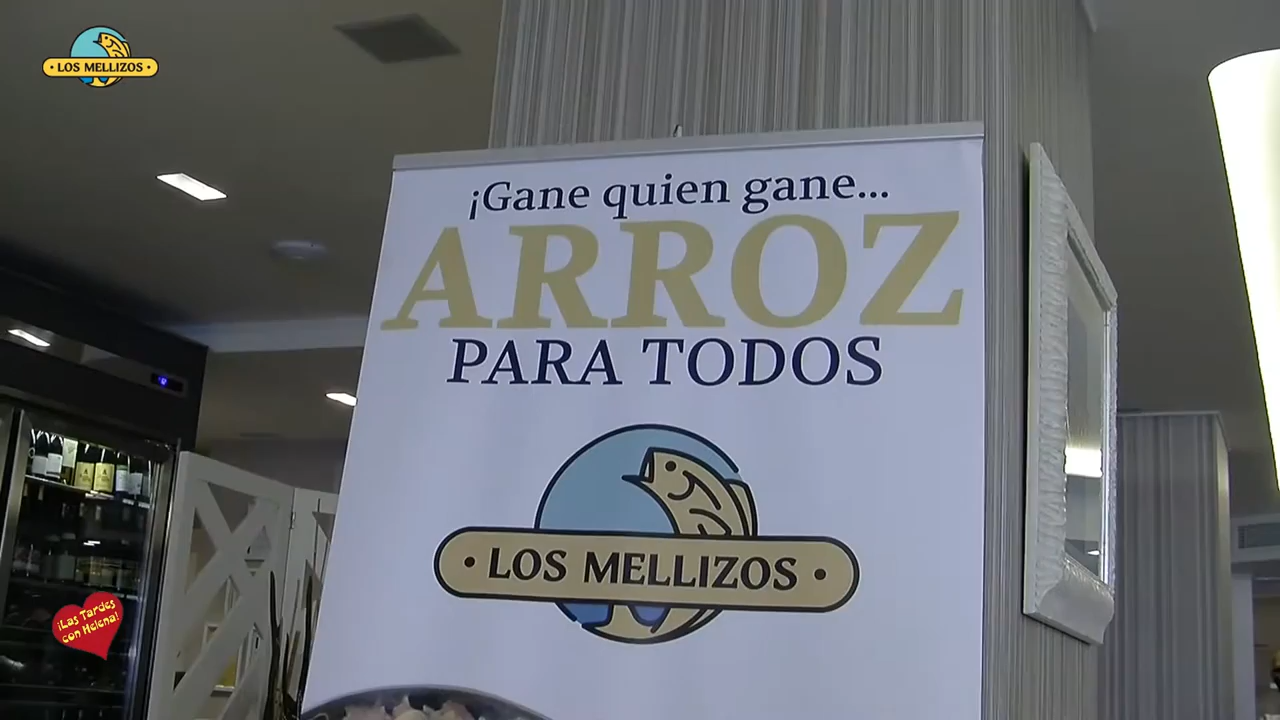 · LOS MELLIZOS ·
¡Gane quien gane...
ARROZ
PARA TODOS
· LOS MELLIZOS ·
¡Las Tardes
con Helena!